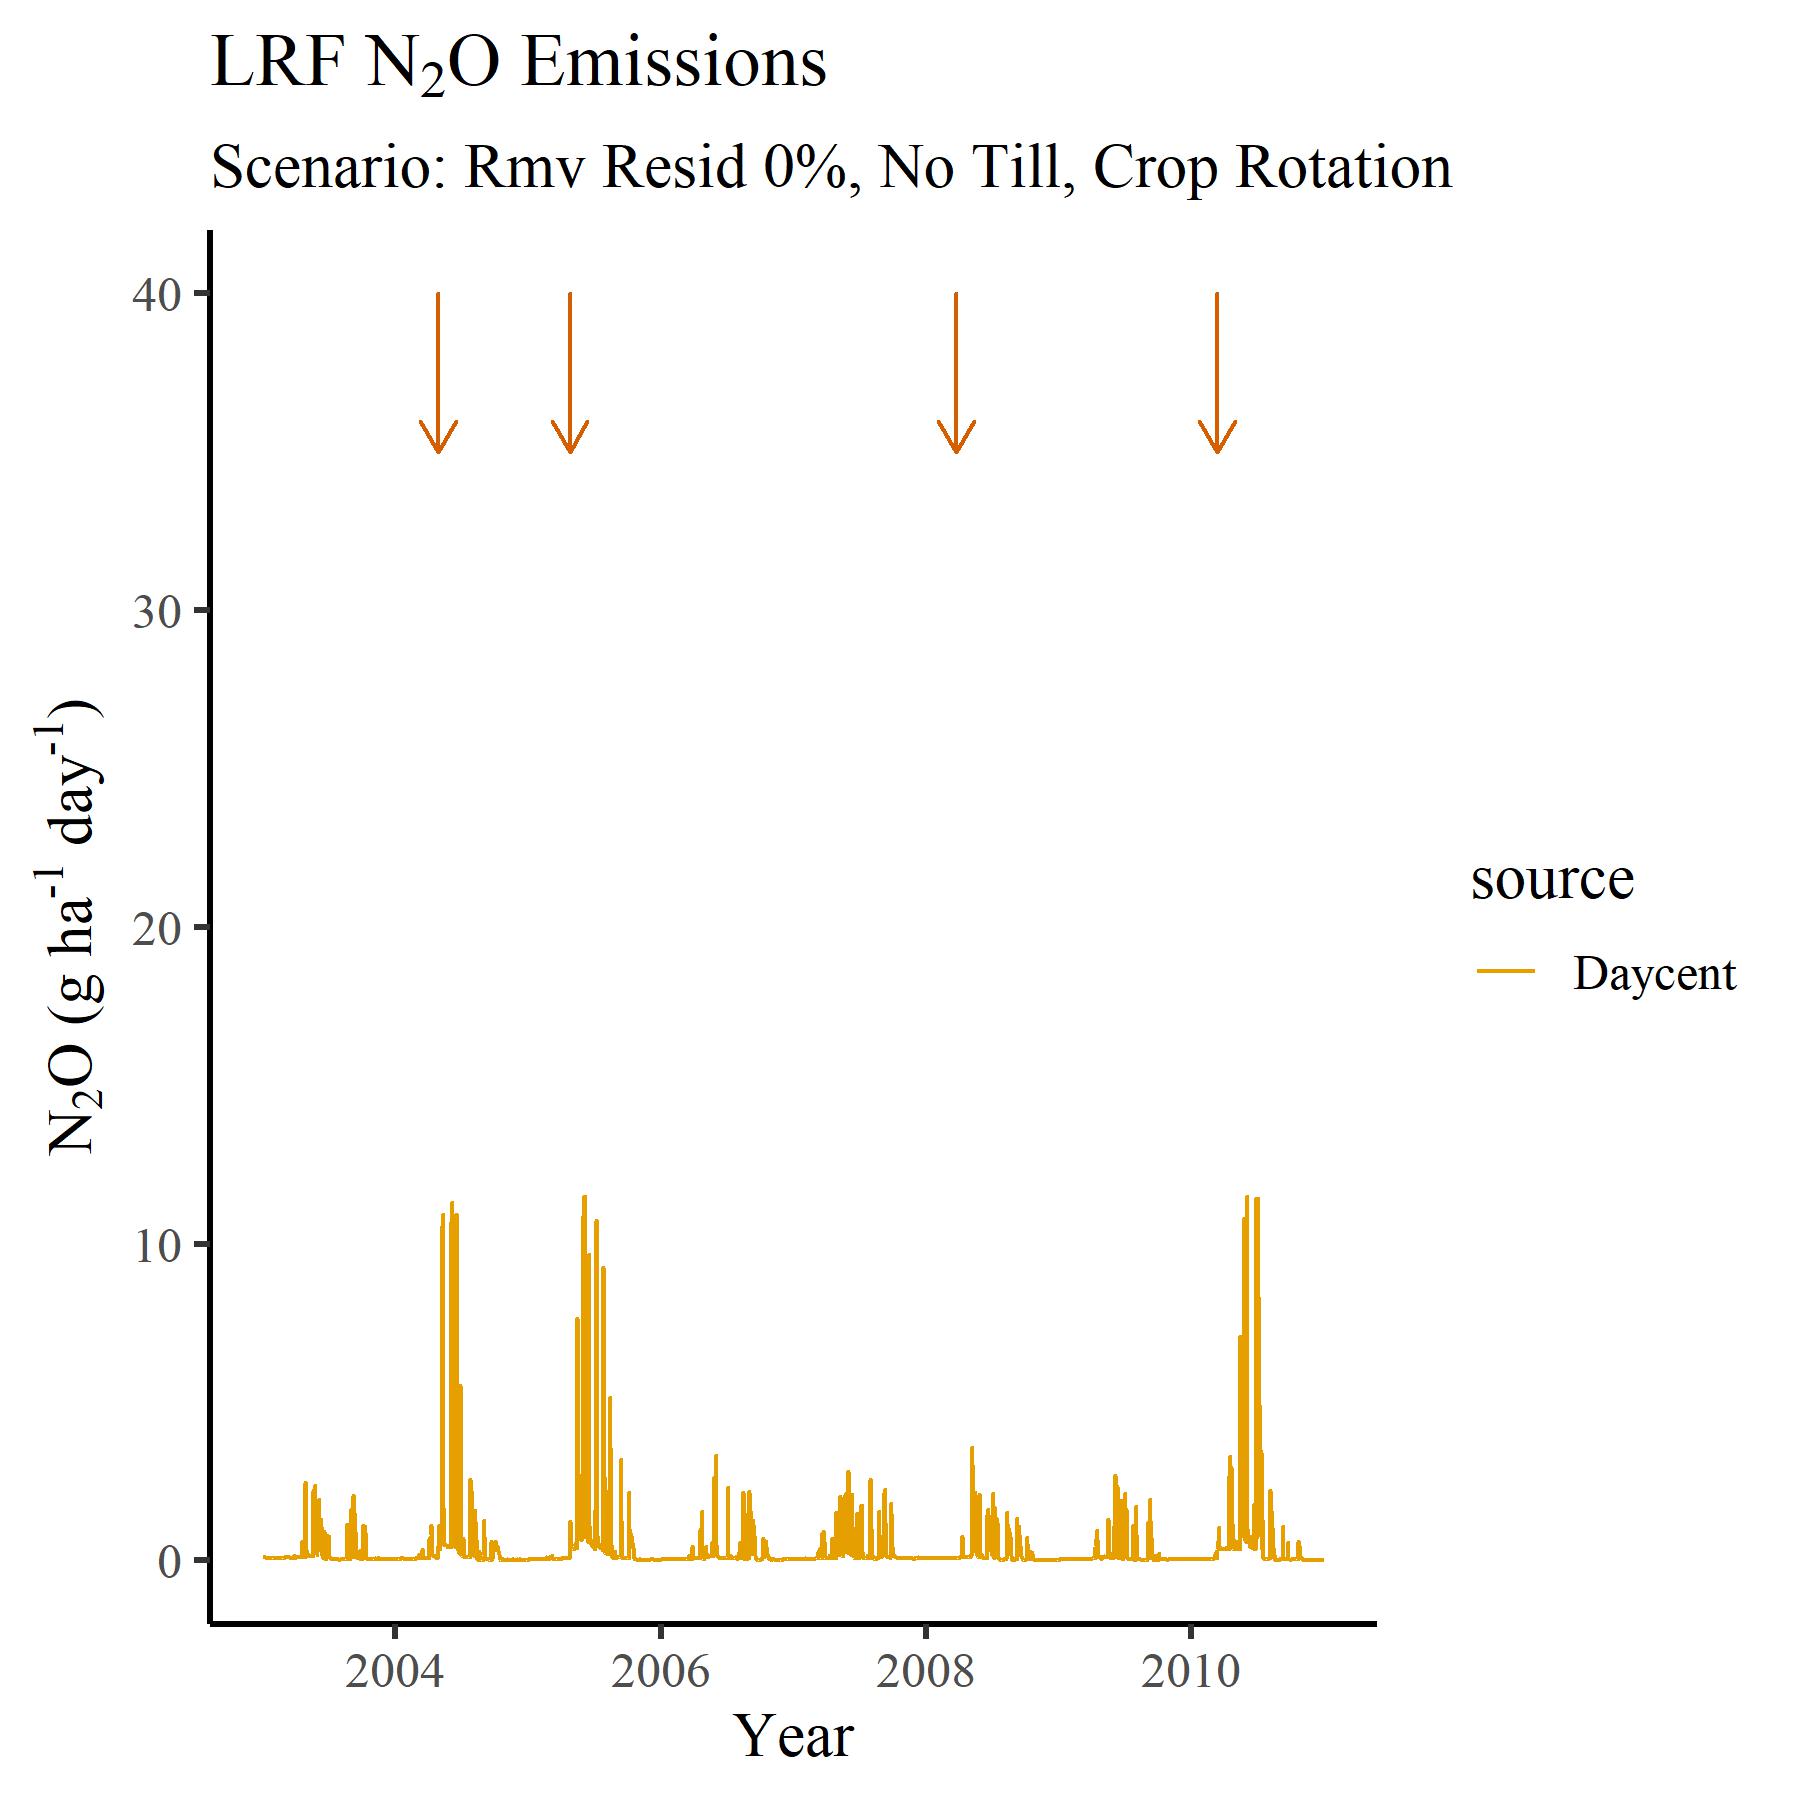 LRF N₂O Emissions
Scenario: Rmv Resid 0%, No Till, Crop Rotation
N₂O (g ha⁻¹ day⁻¹)
40
30
20
10
0
2004 2006 2008 2010
Year
source
Daycent